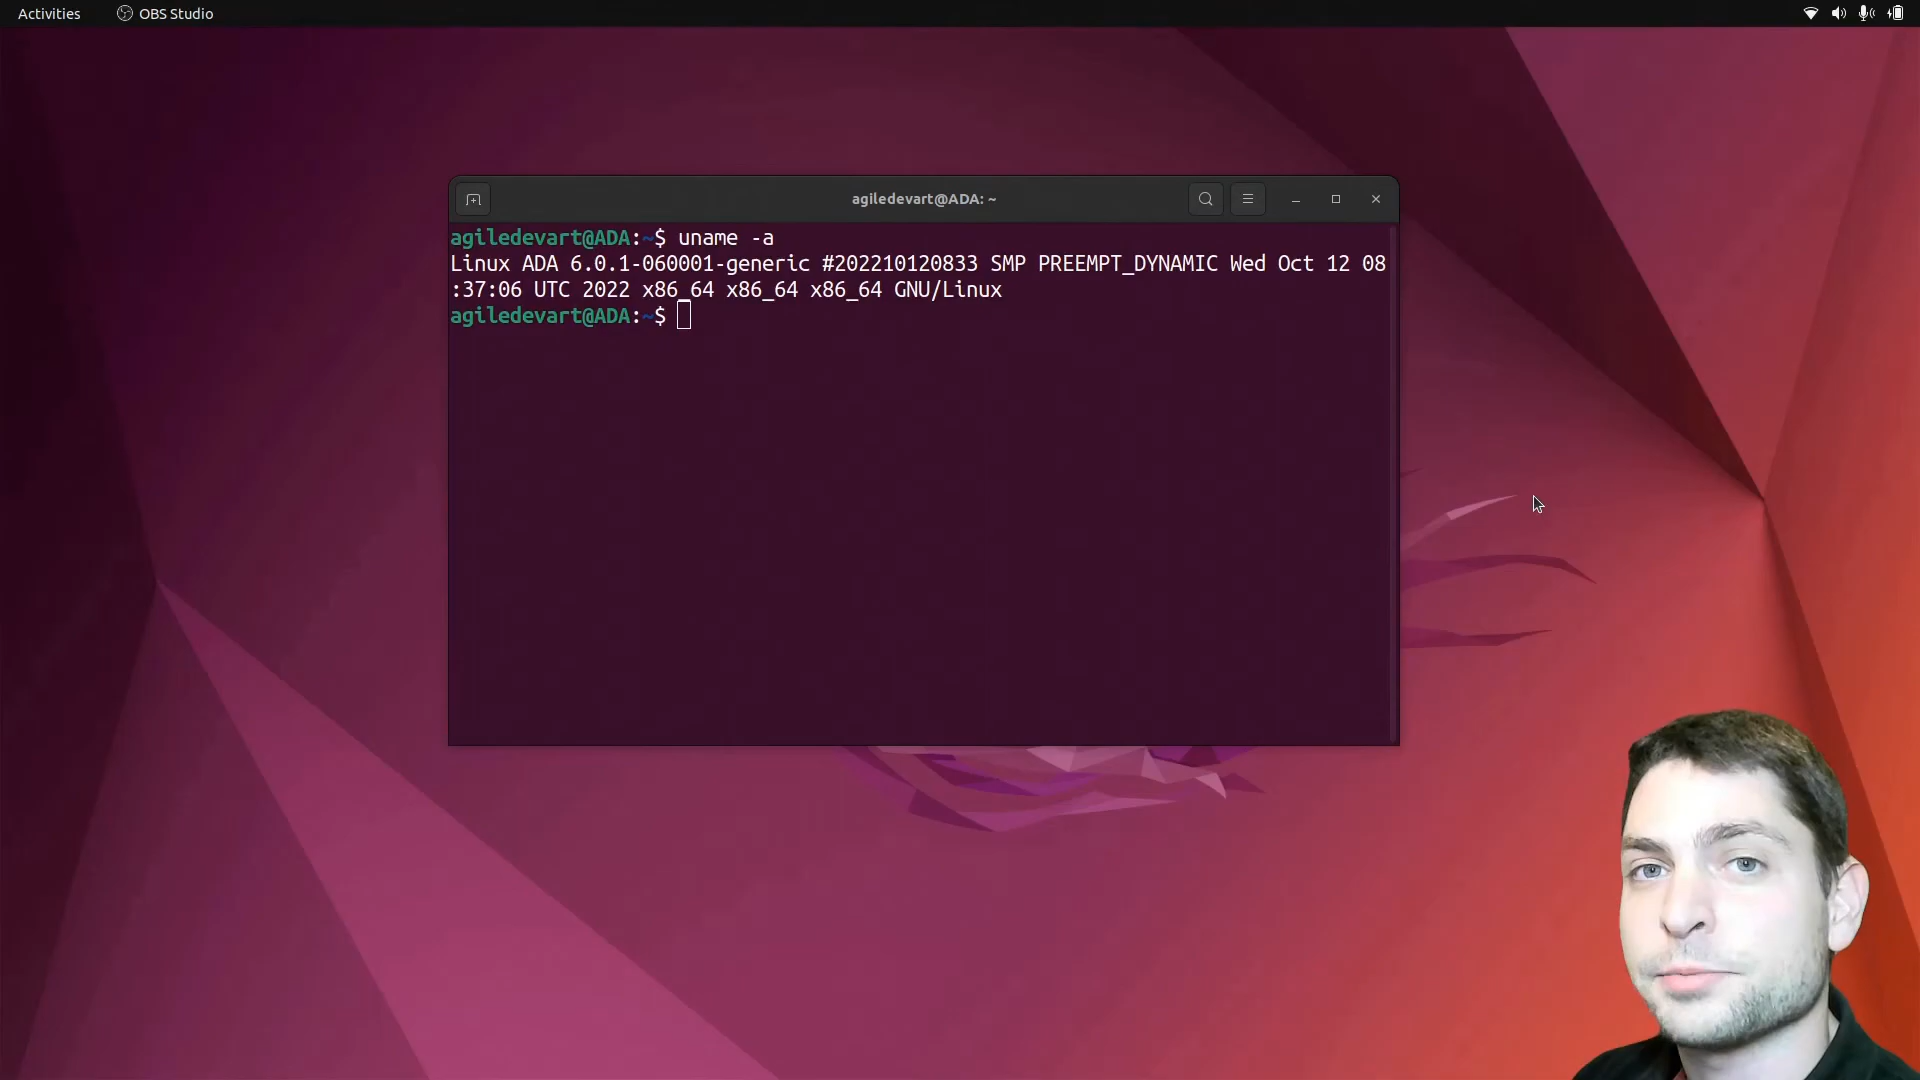 Activities
OBS Studio
agiledevart@ADA: ~
agiledevart@ADA:~$ uname -a
Linux ADA 6.0.1-060001-generic #202210120833 SMP PREEMPT_DYNAMIC Wed Oct 12 08
:37:06 UTC 2022 x86_64 x86_64 x86_64 GNU/Linux
agiledevart@ADA:~$